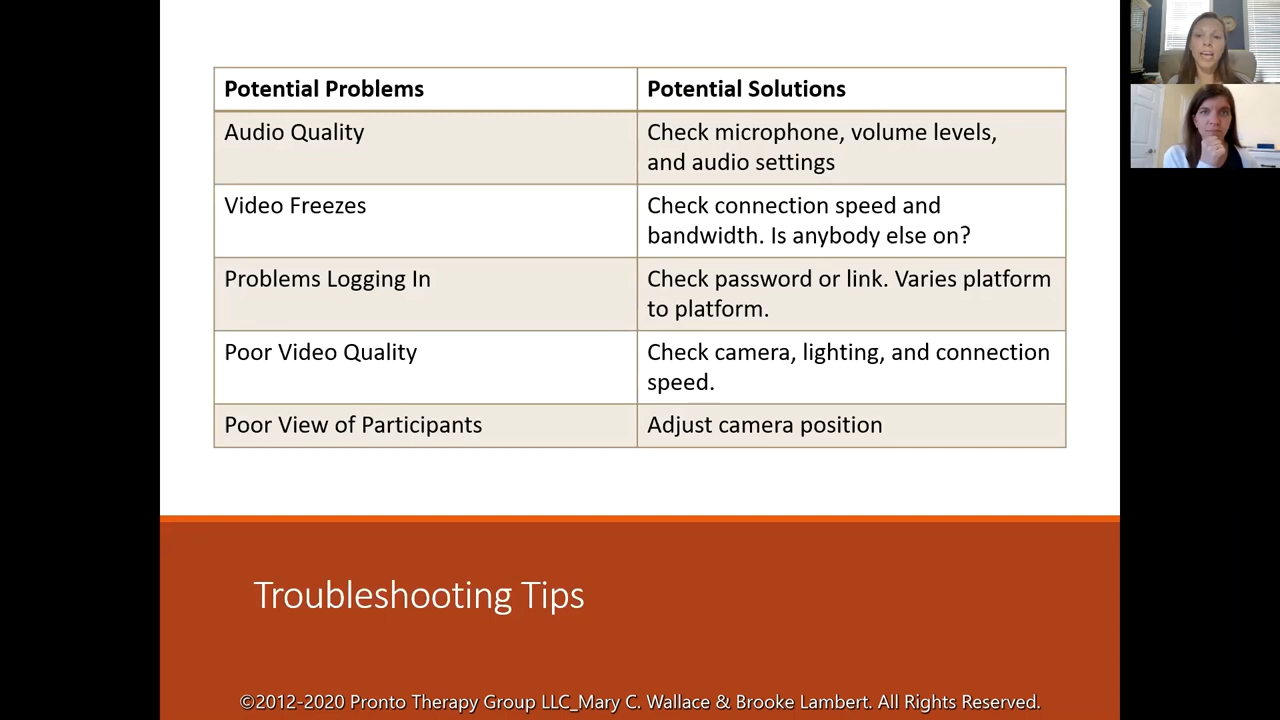 Potential Problems
Potential Solutions
Audio Quality
Check microphone, volume levels,
and audio settings
Video Freezes
Check connection speed and
bandwidth. Is anybody else on?
Problems Logging In
Check password or link. Varies platform
to platform.
Poor Video Quality
Check camera, lighting, and connection
speed.
Poor View of Participants
Adjust camera position
Troubleshooting Tips
©2012-2020 Pronto Therapy Group LLC_Mary C. Wallace & Brooke Lambert. All Rights Reserved.